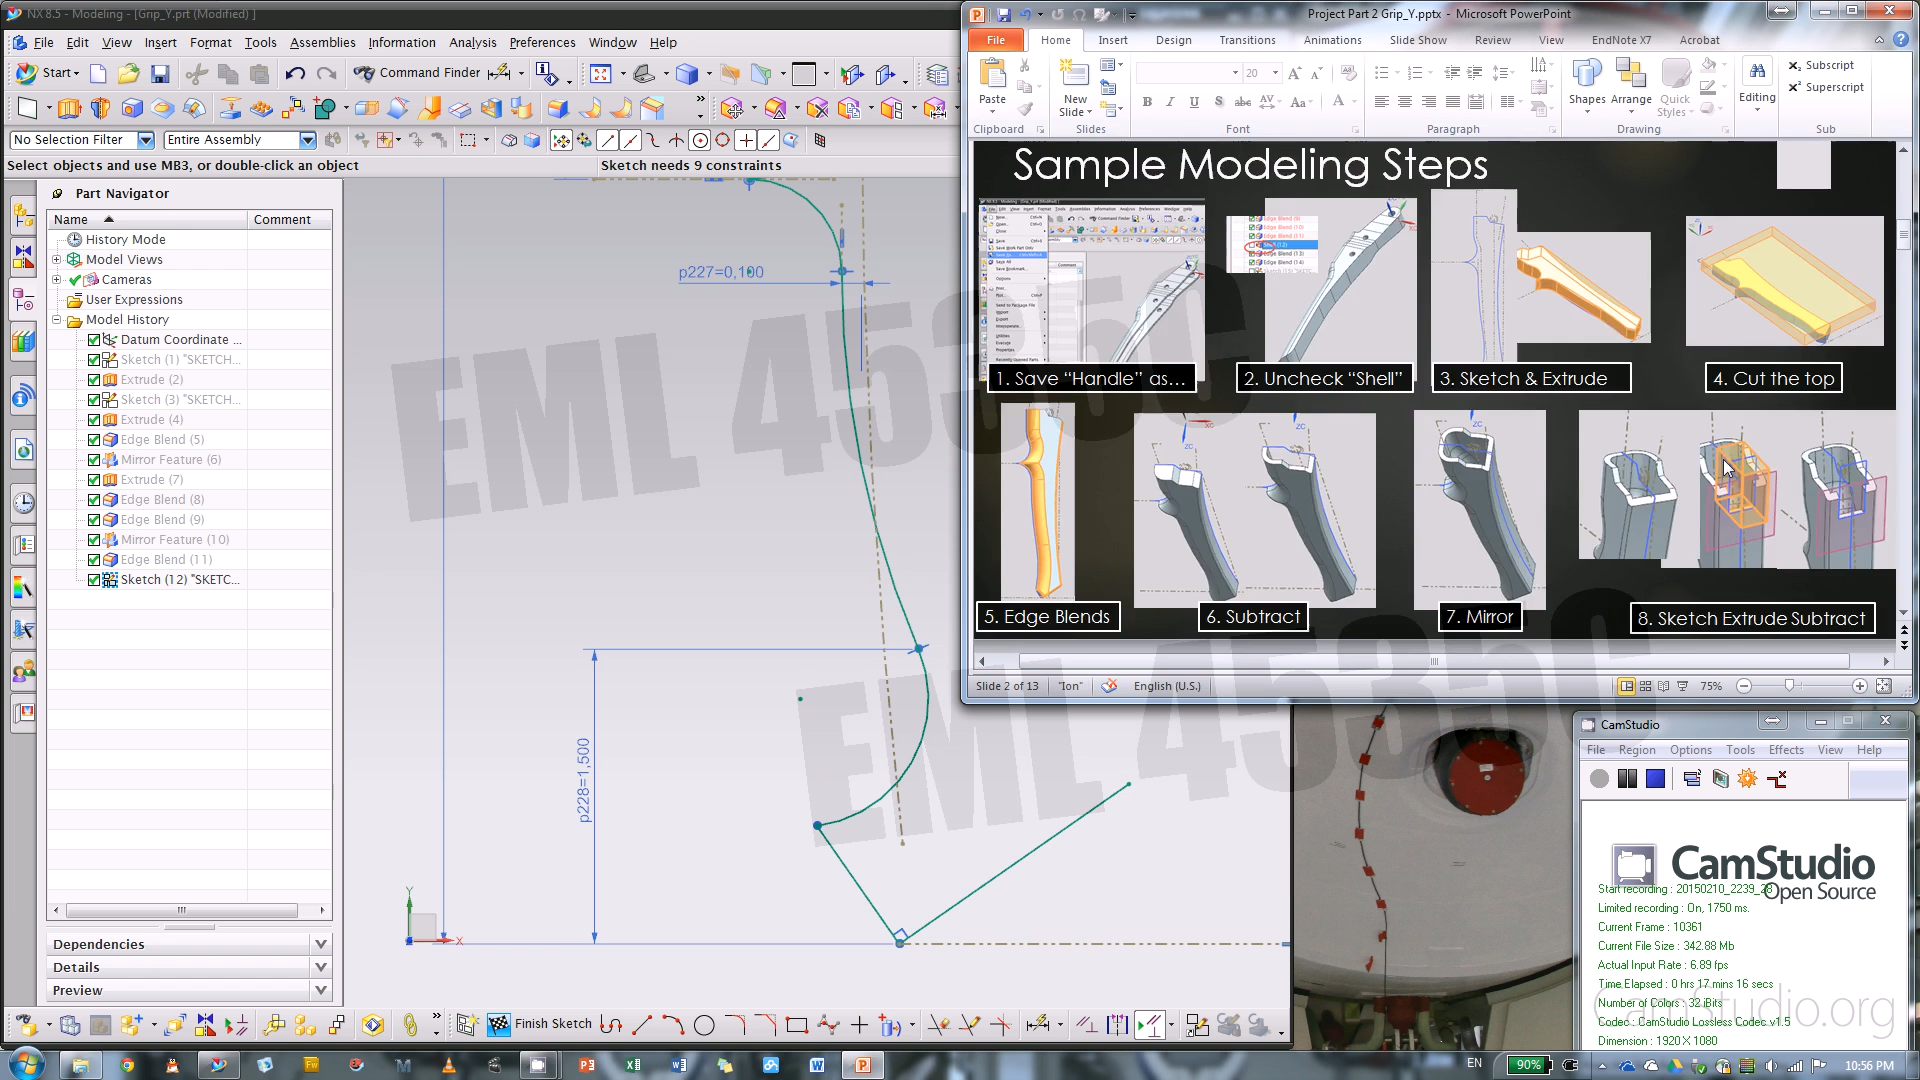 NX 8.5 - Modeling - [Grip_Y.prt (Modified) ]
File Edit View Insert Format Tools Assemblies Information Analysis Preferences Window Help
Start
Command Finder
No Selection Filter
Entire Assembly
Select objects and use MB3, or double-click an object
Sketch needs 9 constraints
Part Navigator
Name
Comment
History Mode
Model Views
Cameras
User Expressions
Model History
Datum Coordinate ...
Sketch (1) "SKETCH...
Extrude (2)
Sketch (3) "SKETCH...
Extrude (4)
Edge Blend (5)
Mirror Feature (6)
Extrude (7)
Edge Blend (8)
Edge Blend (9)
Mirror Feature (10)
Edge Blend (11)
Sketch (12) "SKETC...
Dependencies
Details
Preview
p227=0,100
p228=1,500
Y
X
EML 4535C
EML 4535C
Finish Sketch
Project Part 2 Grip_Y.pptx - Microsoft PowerPoint
File Home Insert Design Transitions Animations Slide Show Review View EndNote X7 Acrobat
Paste
New
Slide
20
Shapes Arrange Quick
Styles
Editing
Subscript
Superscript
Clipboard Slides Font Paragraph Drawing Sub
Sample Modeling Steps
1. Save “Handle” as...
2. Uncheck “Shell”
3. Sketch & Extrude
4. Cut the top
5. Edge Blends
6. Subtract
7. Mirror
8. Sketch Extrude Subtract
Slide 2 of 13
"Ion"
English (U.S.)
75%
CamStudio
File Region Options Tools Effects View Help
CamStudio
Open Source
Start recording : 20150210_2239_28
Limited recording : On, 1750 ms.
Current Frame : 10361
Current File Size : 342.88 Mb
Actual Input Rate : 6.89 fps
Time Elapsed : 0 hrs 17 mins 16 secs
Number of Colors : 32 Bits
Codec : CamStudio Lossless Codec v1.5
Dimension : 1920 X 1080
CamStudio.org
EN
90%
10:56 PM